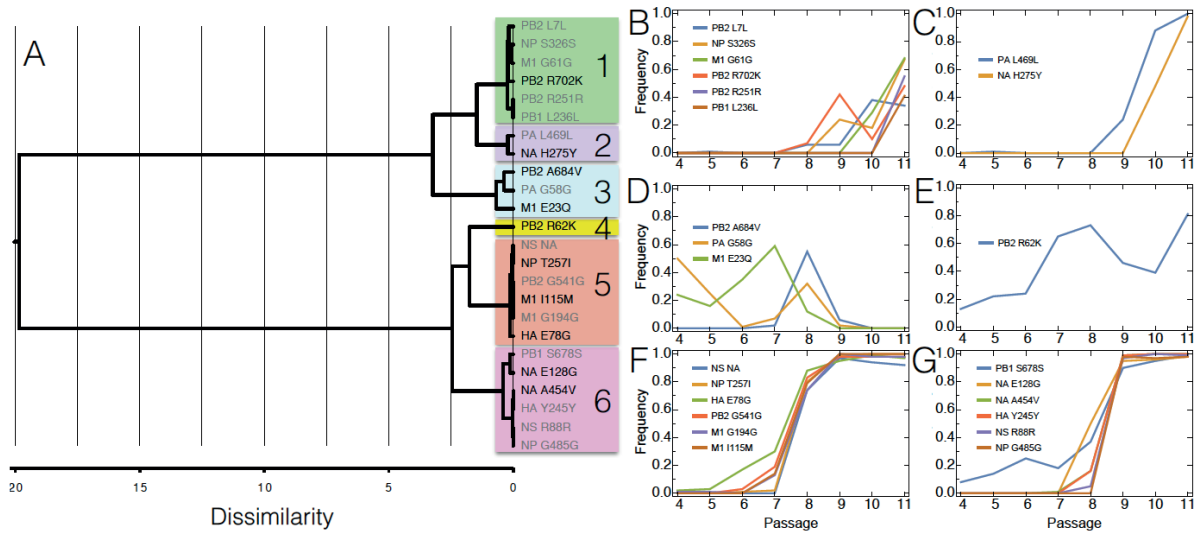 A
PB2 L7L
NP S326S
M1 G61G
PB2 R702K
PB2 R251R
PB1 L236L
1
PA L469L
NA H275Y
2
PB2 A684V
PA G58G
M1 E23Q
3
PB2 R62K
4
NS NA
NP T257I
PB2 G541G
M1 I115M
M1 G194G
HA E78G
5
PB1 S678S
NA E128G
NA A454V
HA Y245Y
NS R88R
NP G485G
6
20 15 10 5 0
Dissimilarity
B
Frequency
1.0
0.8
0.6
0.4
0.2
0.0
PB2 L7L
NP S326S
M1 G61G
PB2 R702K
PB2 R251R
PB1 L236L
4 5 6 7 8 9 10 11
C
1.0
0.8
0.6
0.4
0.2
0.0
PA L469L
NA H275Y
4 5 6 7 8 9 10 11
D
Frequency
1.0
0.8
0.6
0.4
0.2
0.0
PB2 A684V
PA G58G
M1 E23Q
4 5 6 7 8 9 10 11
E
1.0
0.8
0.6
0.4
0.2
0.0
PB2 R62K
4 5 6 7 8 9 10 11
F
Frequency
1.0
0.8
0.6
0.4
0.2
0.0
NS NA
NP T257I
HA E78G
PB2 G541G
M1 G194G
M1 I115M
4 5 6 7 8 9 10 11
Passage
G
1.0
0.8
0.6
0.4
0.2
0.0
PB1 S678S
NA E128G
NA A454V
HA Y245Y
NS R88R
NP G485G
4 5 6 7 8 9 10 11
Passage